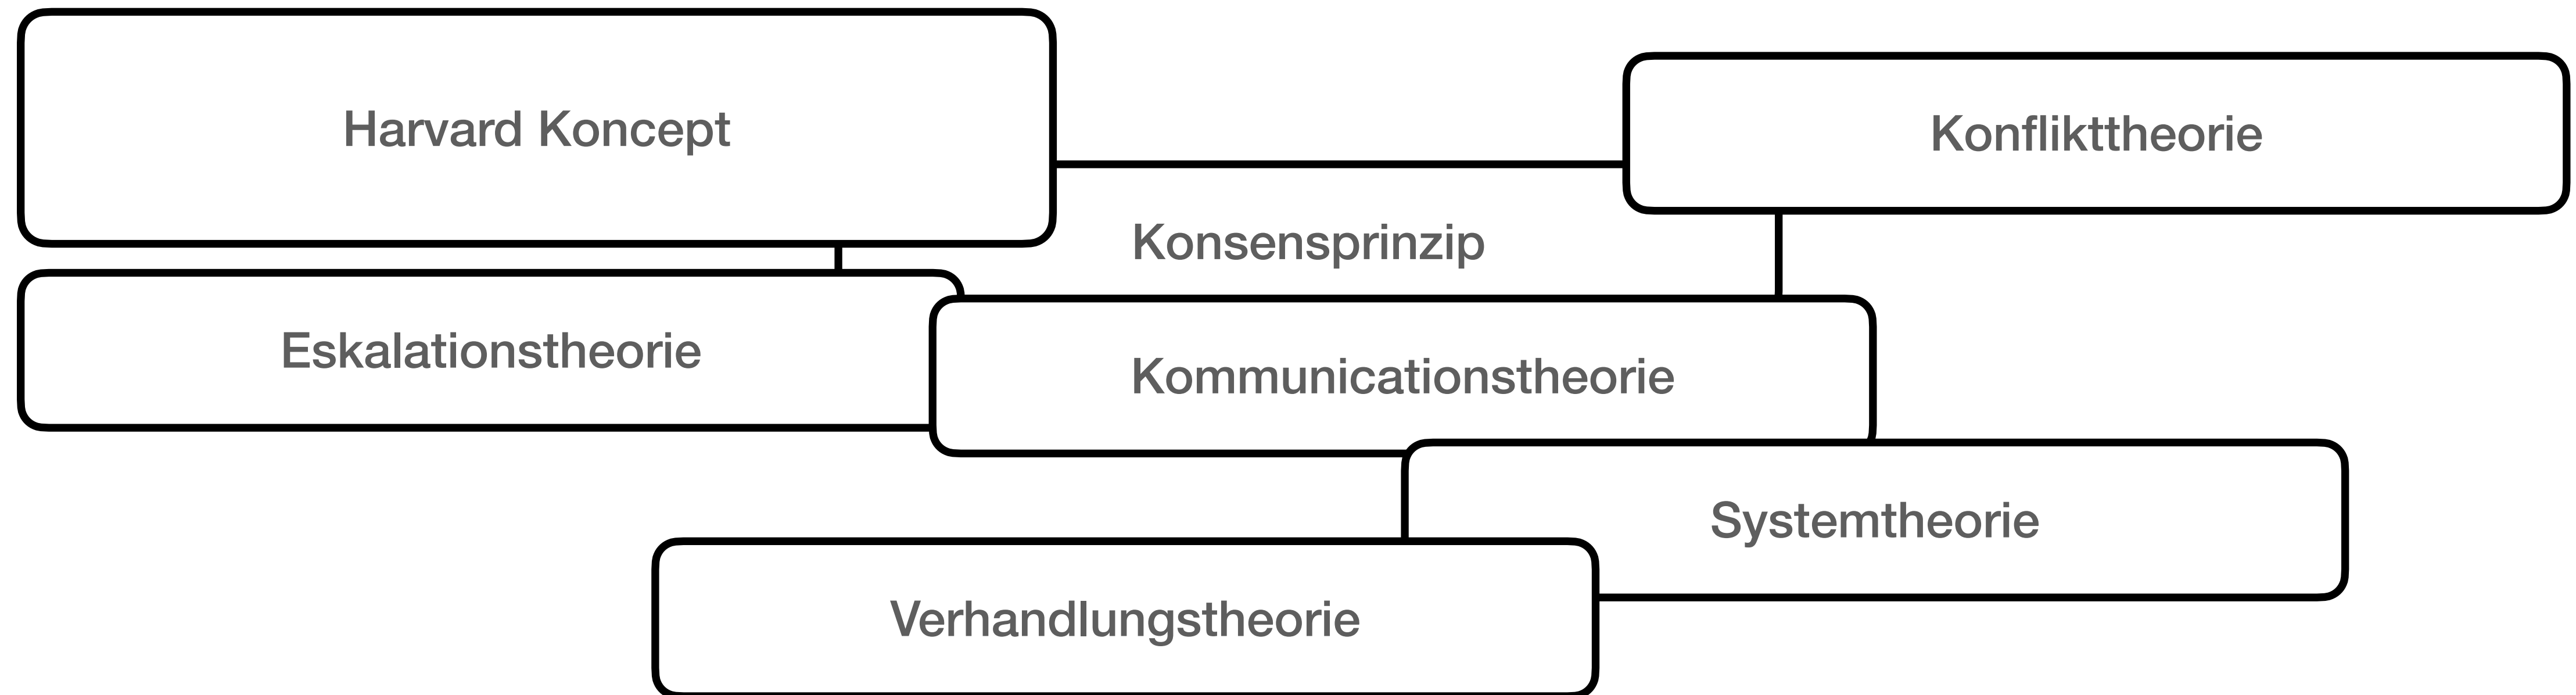 Harvard Koncept
Konflikttheorie
Konsensprinzip
Eskalationstheorie
Kommunicationstheorie
Systemtheorie
Verhandlungstheorie